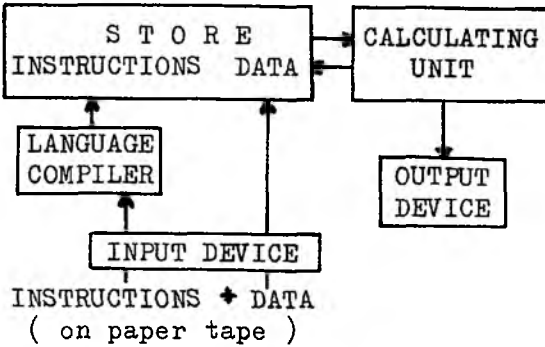 S T O R E
INSTRUCTIONS DATA
CALCULATING
UNIT
LANGUAGE
COMPILER
OUTPUT
DEVICE
INPUT DEVICE
INSTRUCTIONS + DATA
( on paper tape )